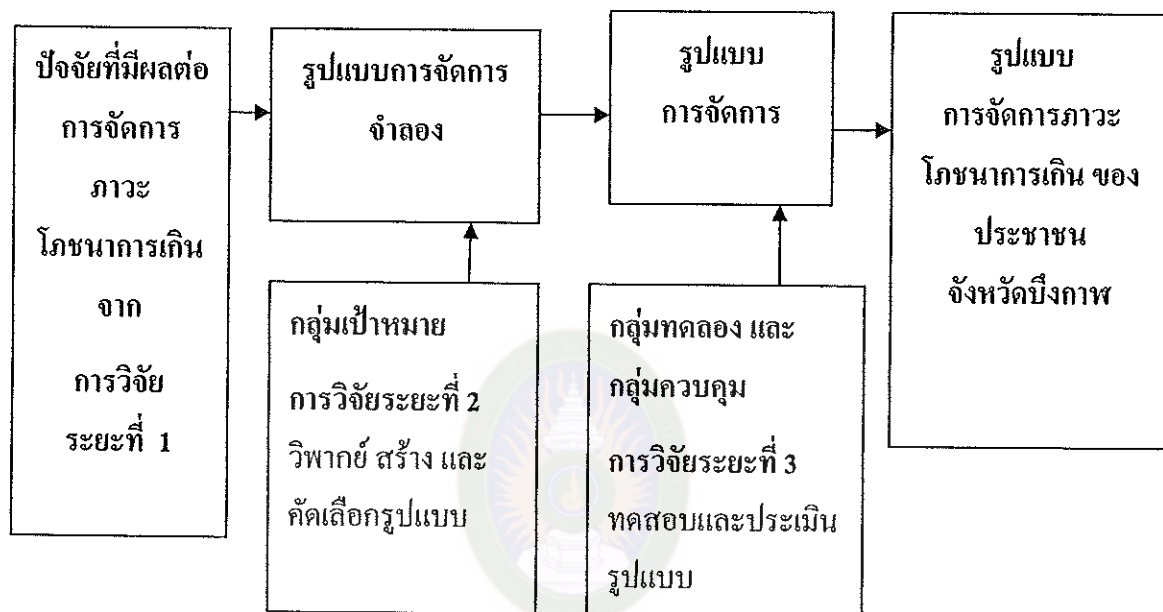 ปัจจัยที่มีผลต่อ
การจัดการ
ภาวะ
โภชนาการเกิน
จาก
การวิจัย
ระยะที่ 1
รูปแบบการจัดการ
จำลอง
กลุ่มเป้าหมาย
การวิจัยระยะที่ 2
วิพากย์ สร้าง และ
คัดเลือกรูปแบบ
รูปแบบ
การจัดการ
กลุ่มทดลอง และ
กลุ่มควบคุม
การวิจัยระยะที่ 3
ทดสอบและประเมิน
รูปแบบ
รูปแบบ
การจัดการภาวะ
โภชนาการเกิน ของ
ประชาชน
จังหวัดบึงกาฬ